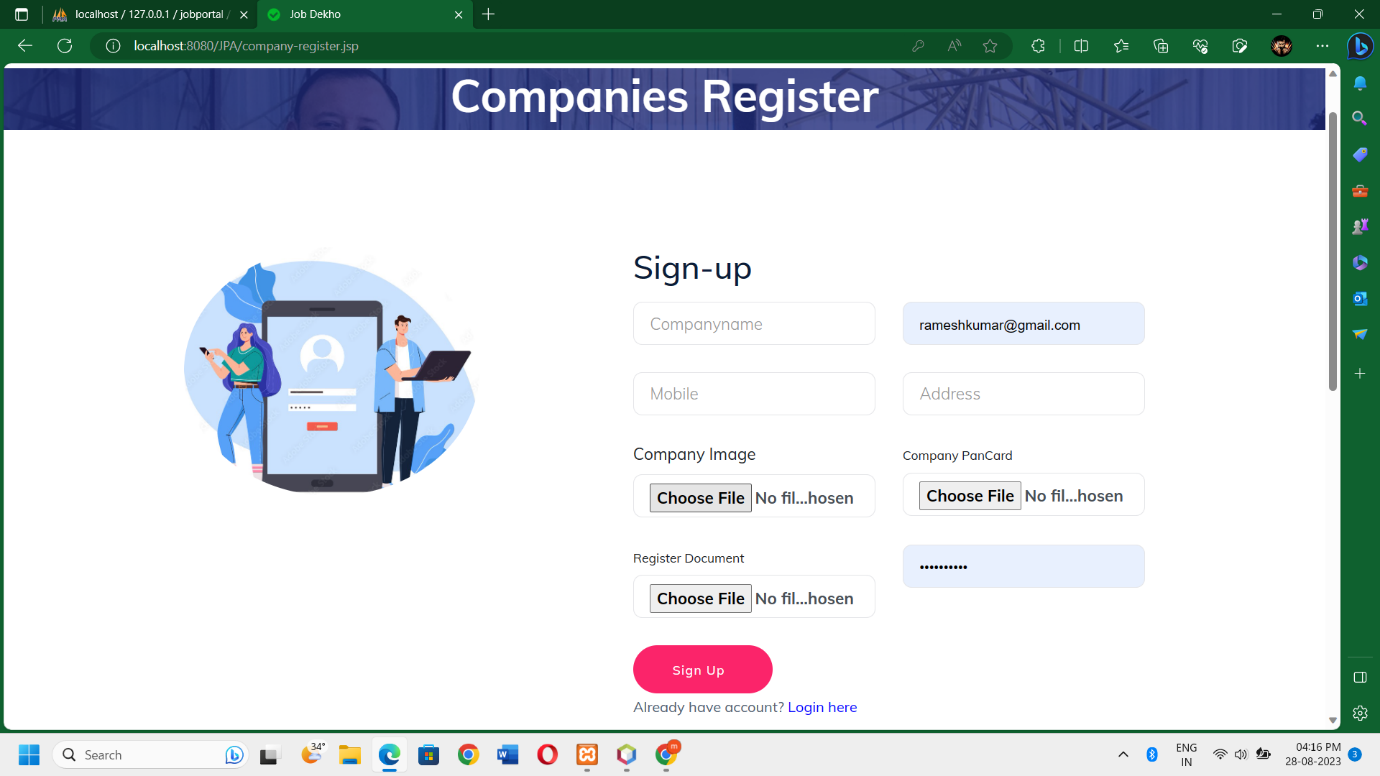 localhost / 127.0.0.1 / jobportal /
Job Dekho
localhost:8080/JPA/company-register.jsp
Companies Register
Sign-up
Companyname
rameshkumar@gmail.com
Mobile
Address
Company Image
Company PanCard
Choose File No fil...hosen
Choose File No fil...hosen
Register Document
••••••••••
Choose File No fil...hosen
Sign Up
Already have account? Login here
34°
Search
ENG
IN
04:16 PM
28-08-2023
3